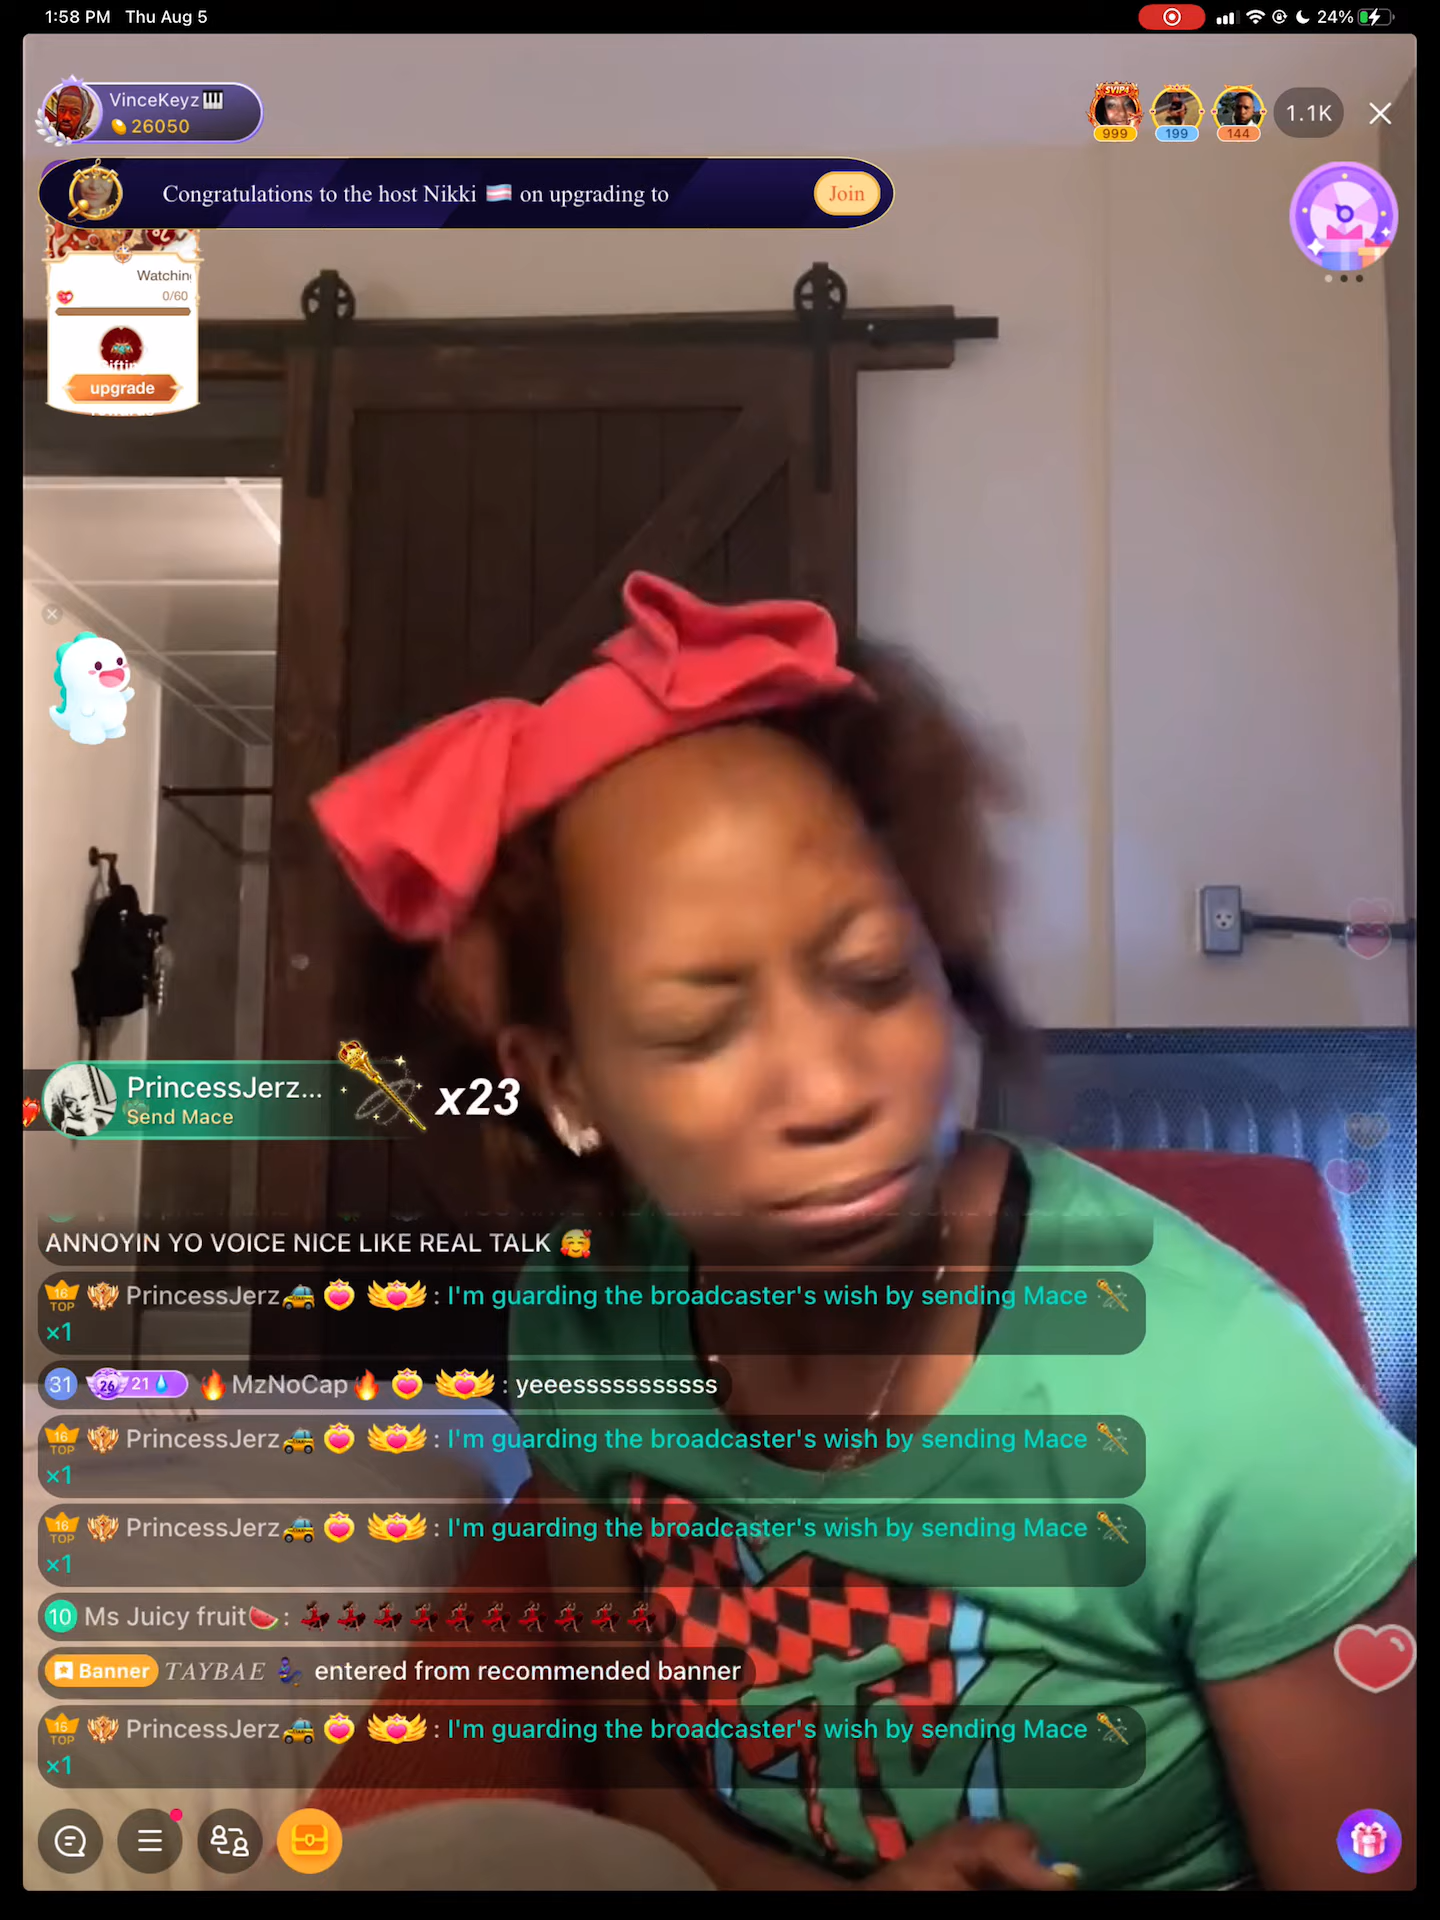 1:58 PM Thu Aug 5
24%
VinceKeyz🎹
26050
SVIP4
999
199
144
1.1K
Congratulations to the host Nikki 🏳️‍⚧️ on upgrading to
Join
Watchin
0/60
upgrade
PrincessJerz...
Send Mace
x23
ANNOYIN YO VOICE NICE LIKE REAL TALK 🥰
16 TOP PrincessJerz🚕 : I'm guarding the broadcaster's wish by sending Mace
x1
31 26 21💧 🔥MzNoCap🔥 : yeeesssssssssss
16 TOP PrincessJerz🚕 : I'm guarding the broadcaster's wish by sending Mace
x1
16 TOP PrincessJerz🚕 : I'm guarding the broadcaster's wish by sending Mace
x1
10 Ms Juicy fruit🍉: 💃💃💃💃💃💃💃💃💃💃
Banner TAYBAE 🧞‍♀️ entered from recommended banner
16 TOP PrincessJerz🚕 : I'm guarding the broadcaster's wish by sending Mace
x1
TV